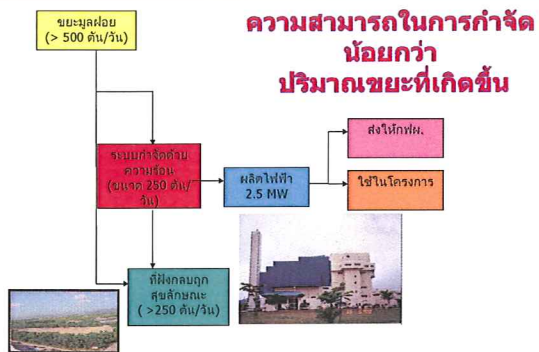 ขยะมูลฝอย
(> 500 ตัน/วัน)
ความสามารถในการกำจัด
น้อยกว่า
ปริมาณขยะที่เกิดขึ้น
ส่งให้กฟผ.
ระบบกำจัดด้วย
ความร้อน
(ขนาด 250 ตัน/
วัน)
ผลิตไฟฟ้า
2.5 MW
ใช้ในโครงการ
ที่ฝังกลบถูก
สุขลักษณะ
( >250 ตัน/วัน)